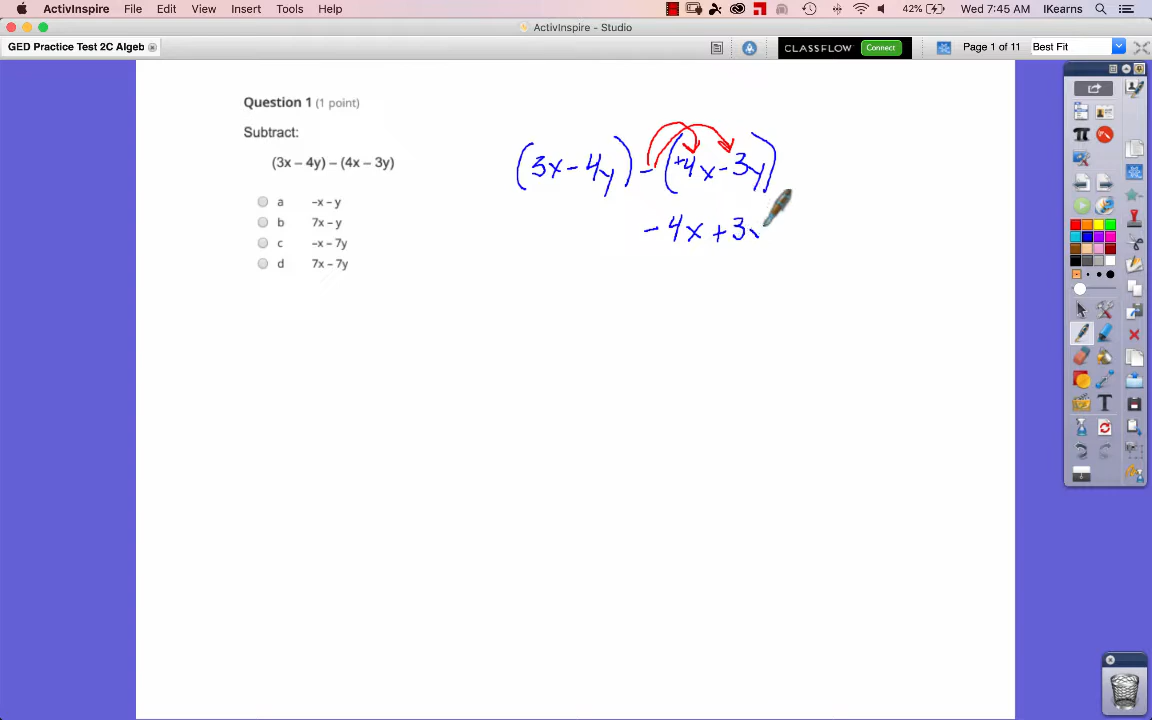 ActivInspire File Edit View Insert Tools Help 42% Wed 7:45 AM IKearns
ActivInspire - Studio
GED Practice Test 2C Algeb CLASSFLOW Connect Page 1 of 11 Best Fit
Question 1 (1 point)
Subtract:
(3x – 4y) – (4x – 3y)
a -x – y
b 7x – y
c -x – 7y
d 7x – 7y
(3x - 4y) - (+4x - 3y)
- 4x + 3